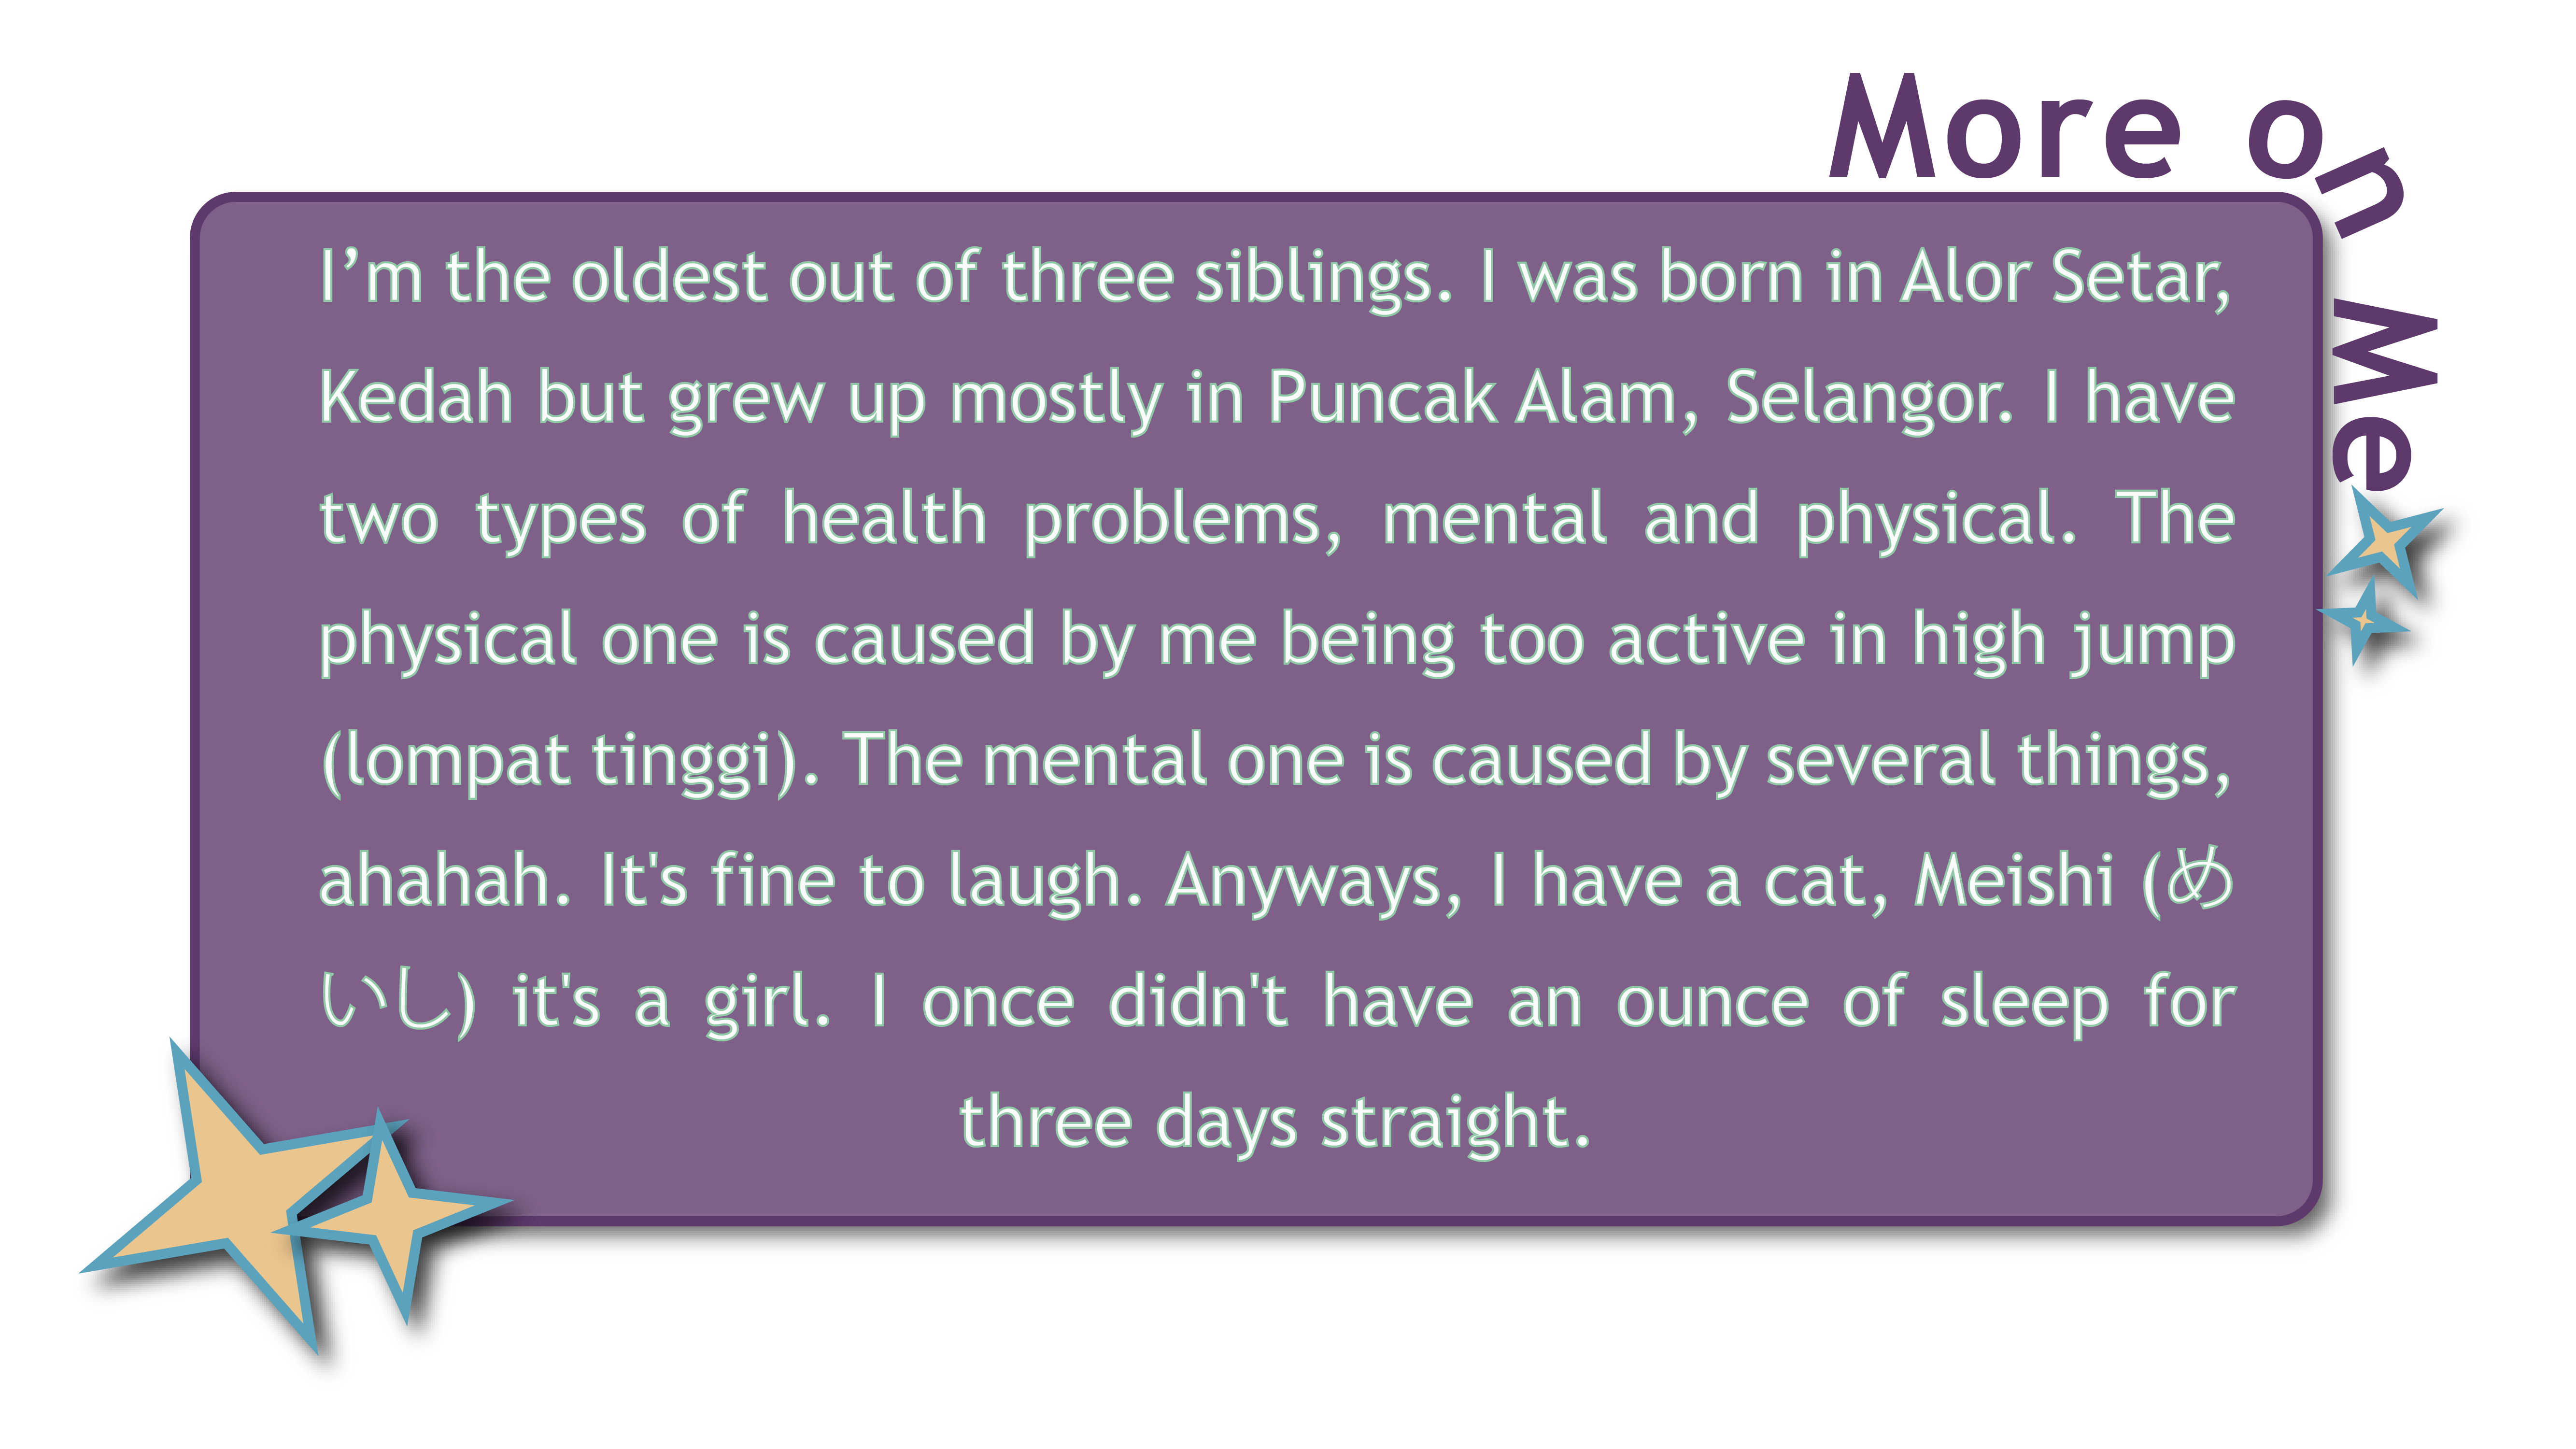 More on Me
I’m the oldest out of three siblings. I was born in Alor Setar,
Kedah but grew up mostly in Puncak Alam, Selangor. I have
two types of health problems, mental and physical. The
physical one is caused by me being too active in high jump
(lompat tinggi). The mental one is caused by several things,
ahahah. It's fine to laugh. Anyways, I have a cat, Meishi (め
いし) it's a girl. I once didn't have an ounce of sleep for
three days straight.